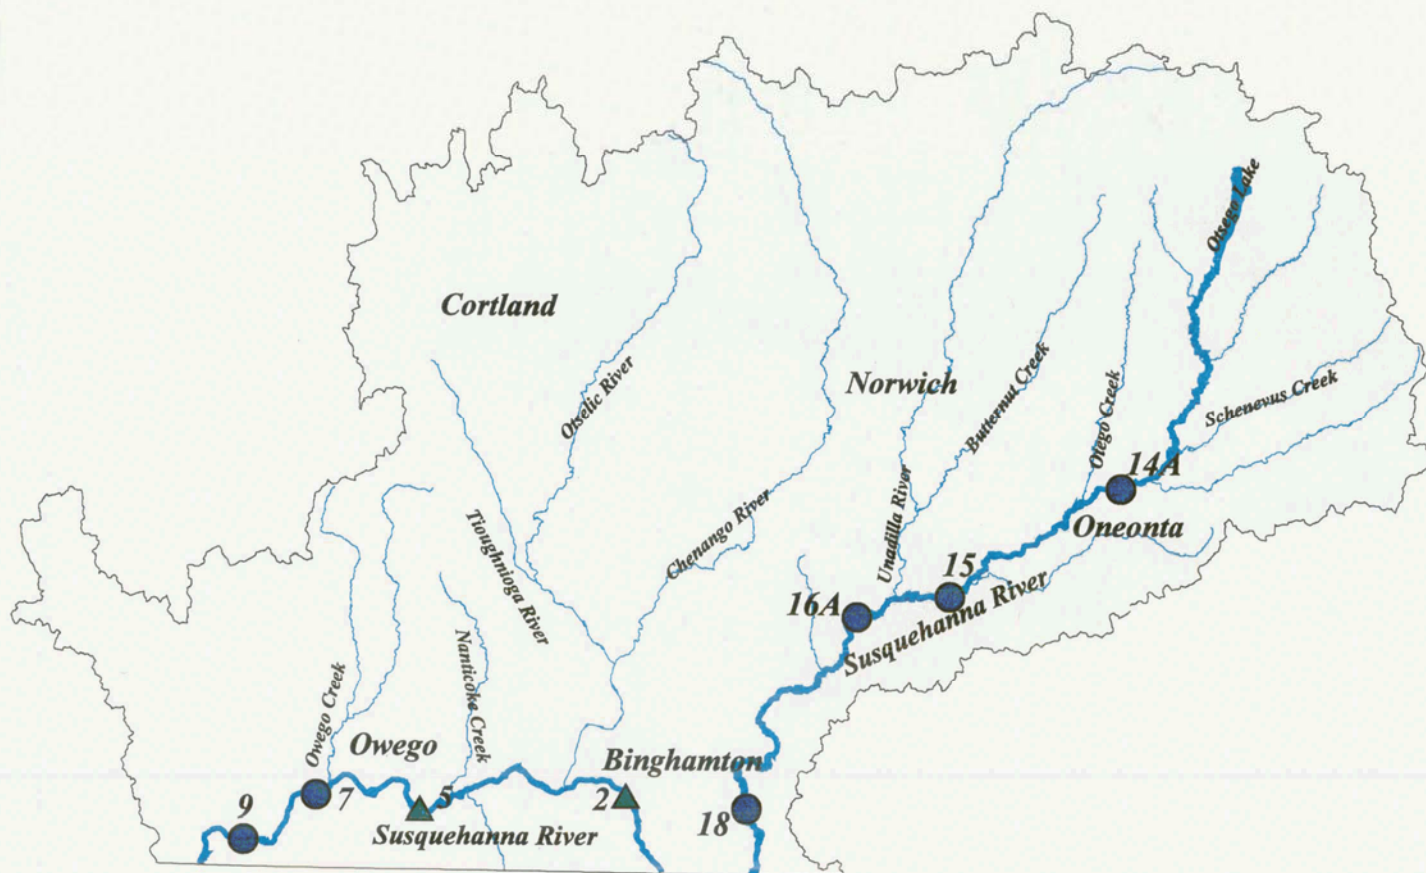 Otsego Lake
Cortland
Otselic River
Norwich
Butternut Creek
Otego Creek
Schenevus Creek
14A
Oneonta
Tioughnioga River
Chenango River
Unadilla River
15
16A
Susquehanna River
Nanticoke Creek
Owego Creek
Owego
Binghamton
9
7
5
2
18
Susquehanna River